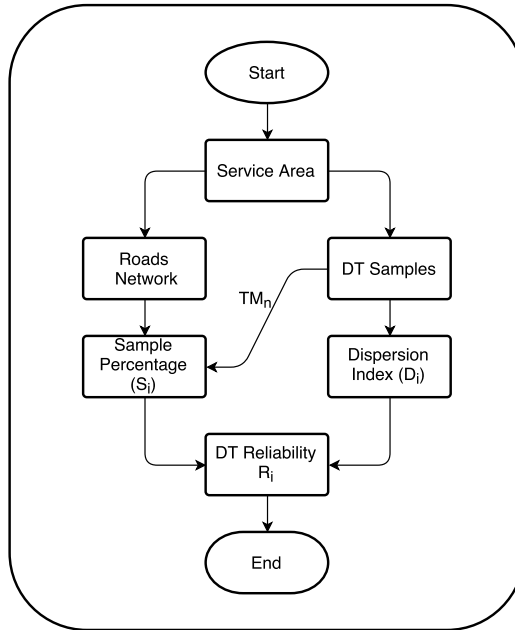 Start
Service Area
Roads
Network
DT Samples
TMn
Sample
Percentage
(Si)
Dispersion
Index (Di)
DT Reliability
Ri
End